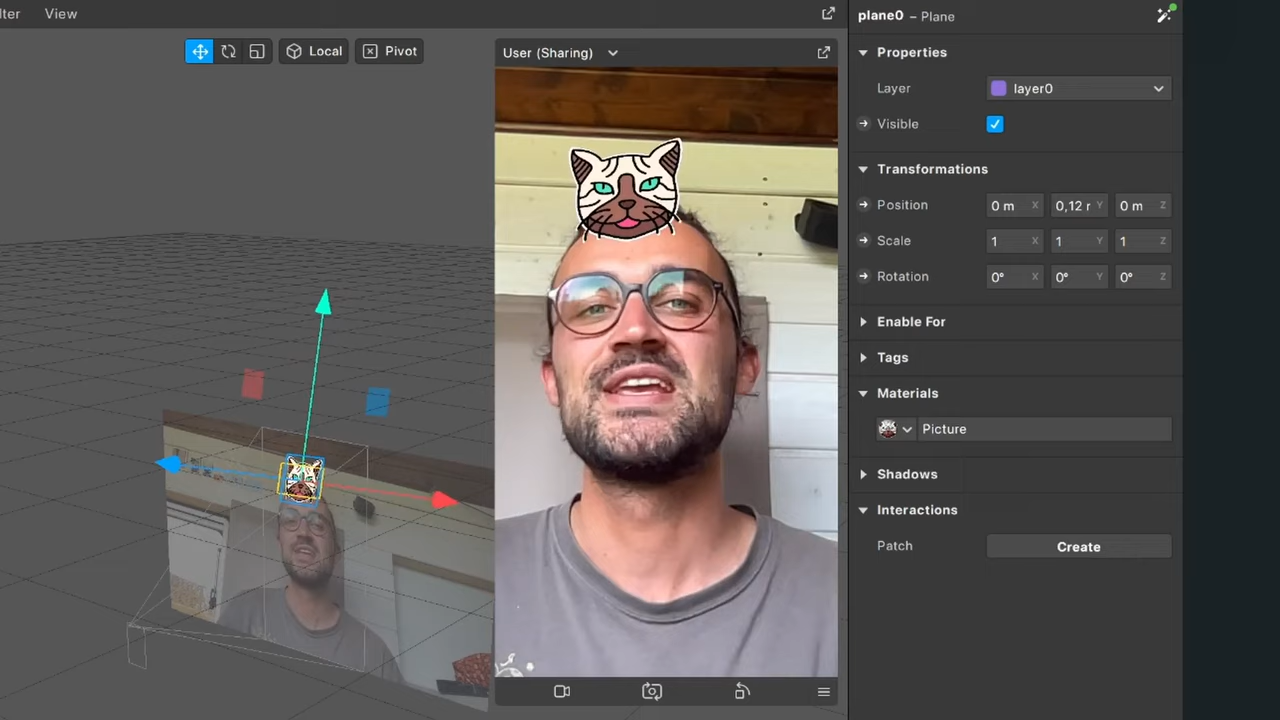 lter View
Local
Pivot
User (Sharing)
plane0 – Plane
Properties
Layer
layer0
Visible
Transformations
Position
0 m X
0,12 r Y
0 m Z
Scale
1 X
1 Y
1 Z
Rotation
0° X
0° Y
0° Z
Enable For
Tags
Materials
Picture
Shadows
Interactions
Patch
Create